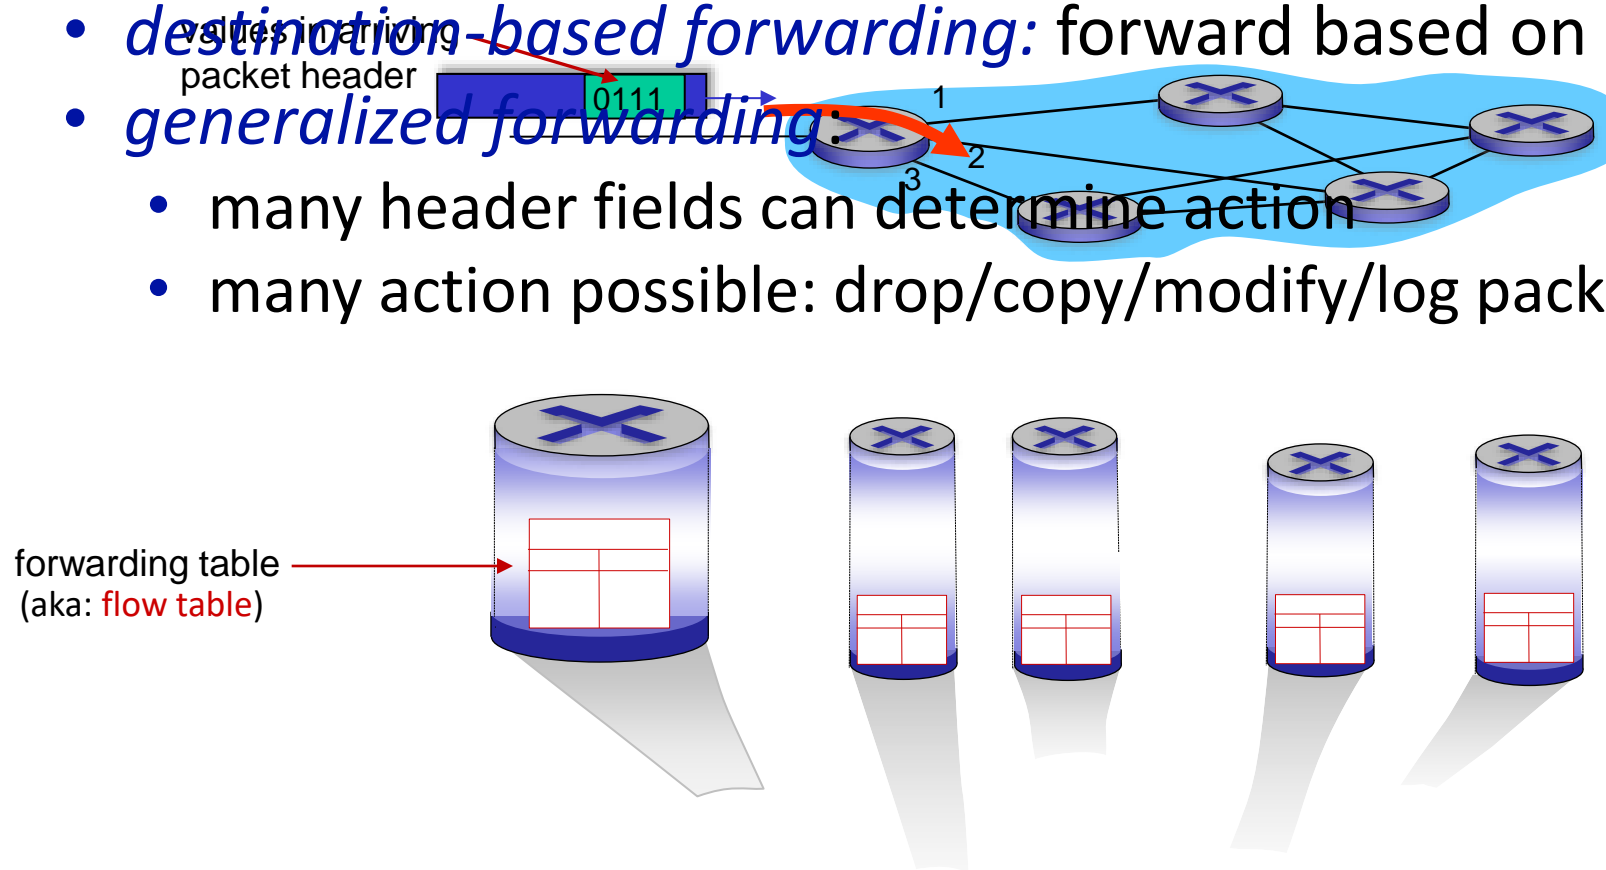 • destination-based forwarding: forward based on
values in arriving
packet header
0111
• generalized forwarding:
1
2
3
• many header fields can determine action
• many action possible: drop/copy/modify/log pack
forwarding table
(aka: flow table)